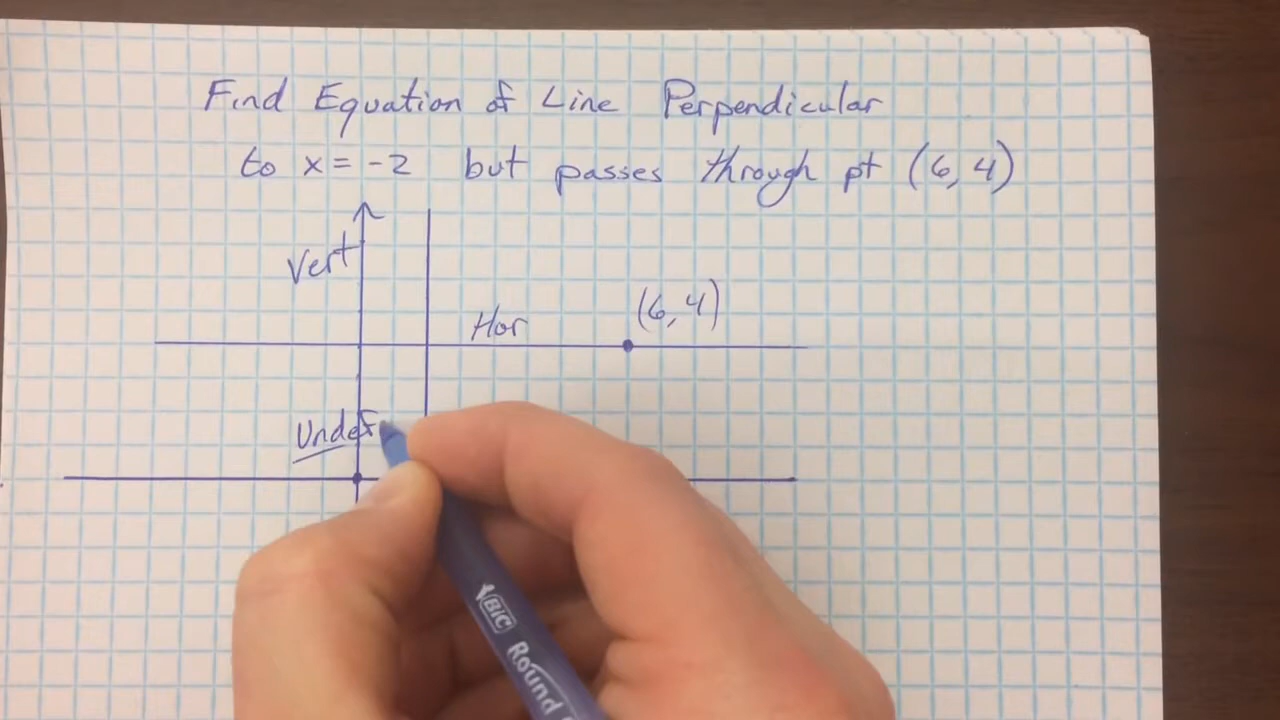 Find Equation of Line Perpendicular
to x = -2 but passes through pt (6, 4)
Vert
(6, 4)
Hor
Undef
BIC Round